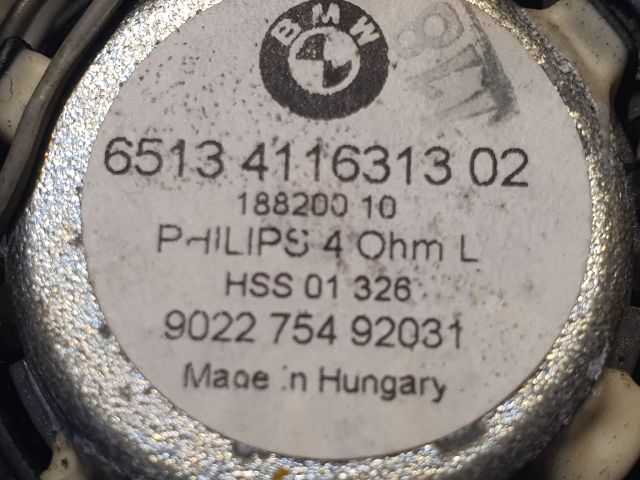 BMW
6513 4116313 02
188200 10
PHILIPS 4 Ohm L
HSS 01 326
9022 754 92031
Made in Hungary